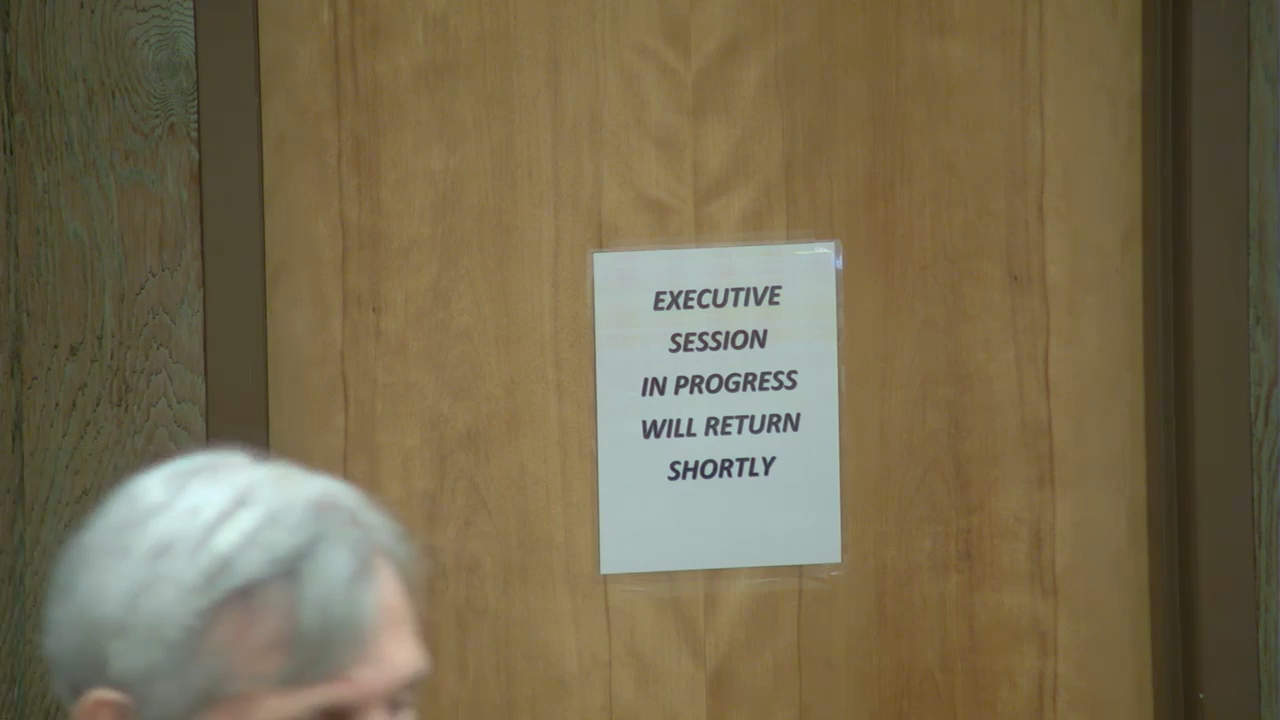 EXECUTIVE
SESSION
IN PROGRESS
WILL RETURN
SHORTLY